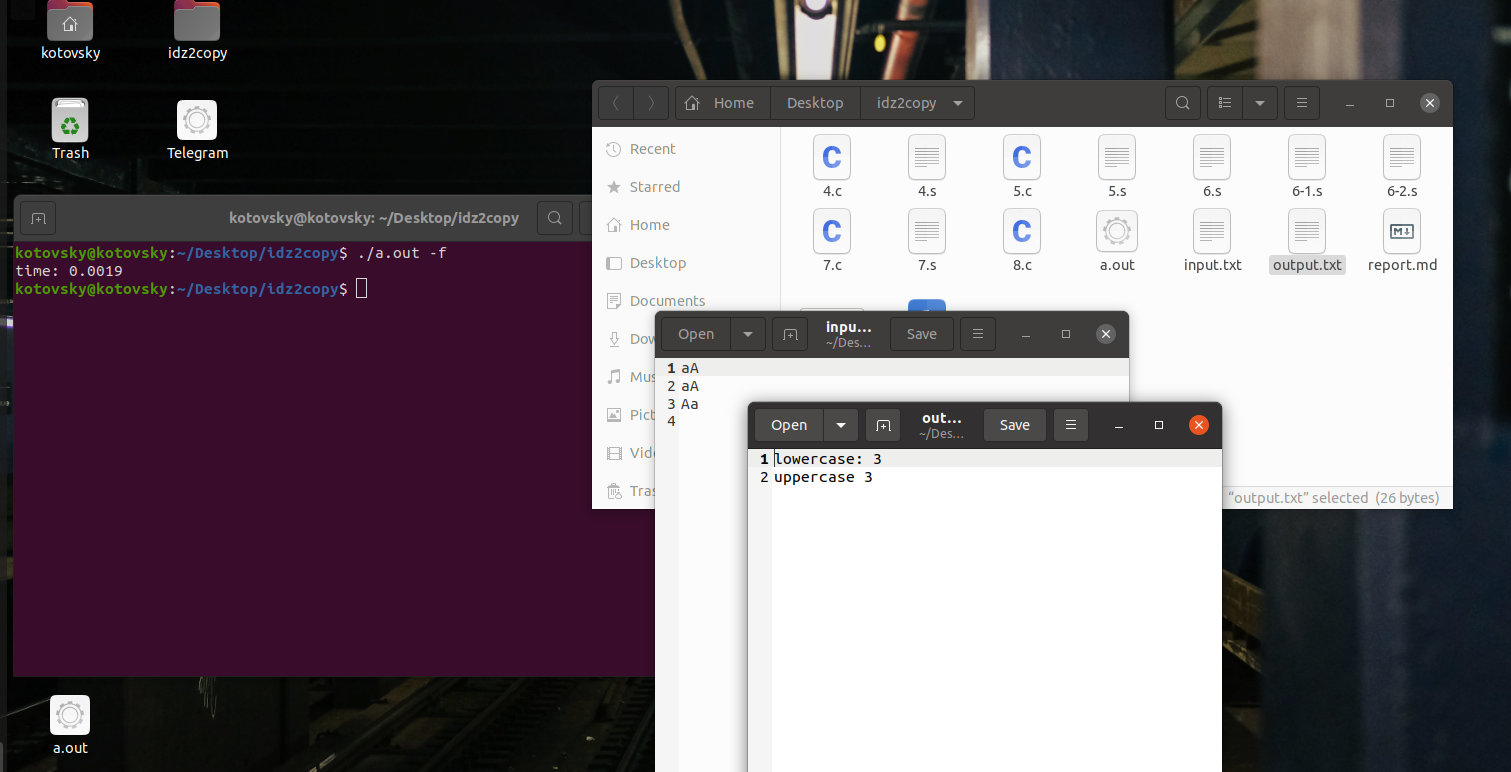 kotovsky
idz2copy
Trash
Telegram
a.out
kotovsky@kotovsky: ~/Desktop/idz2copy
kotovsky@kotovsky:~/Desktop/idz2copy$ ./a.out -f
time: 0.0019
kotovsky@kotovsky:~/Desktop/idz2copy$
Home
Desktop
idz2copy
Recent
Starred
Home
Desktop
Documents
Dow
Mus
Pict
Vide
Tras
C C C
4.c 4.s 5.c 5.s 6.s 6-1.s 6-2.s
C C M↓
7.c 7.s 8.c a.out input.txt output.txt report.md
"output.txt" selected (26 bytes)
Open
inpu...
~/Des...
Save
1 aA
2 aA
3 Aa
4
Open
out...
~/Des...
Save
1 lowercase: 3
2 uppercase 3